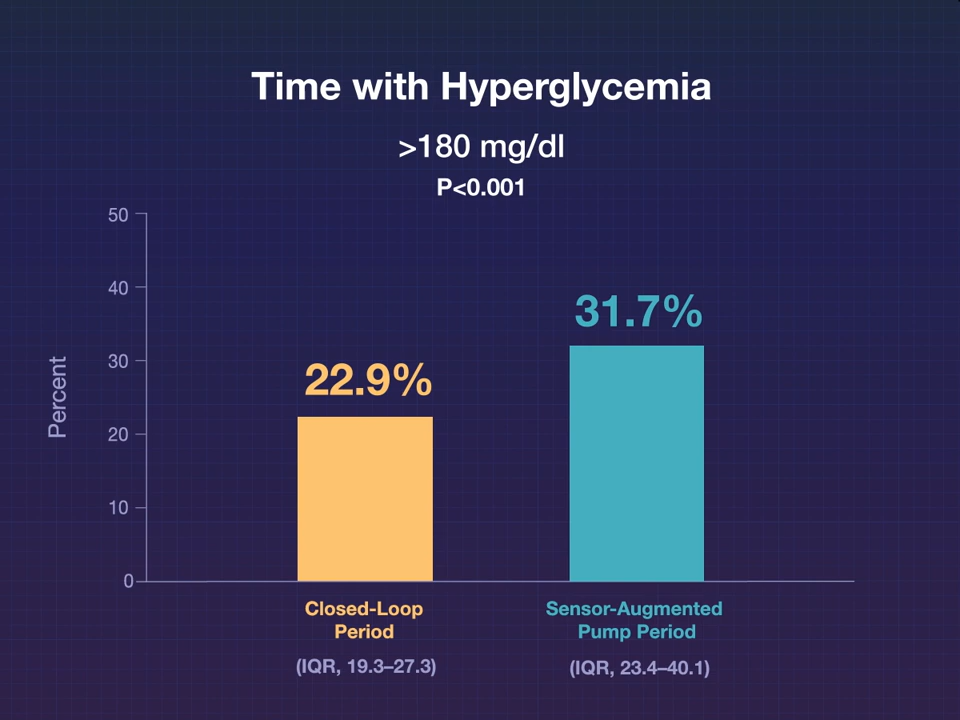 Time with Hyperglycemia
>180 mg/dl
P<0.001
50
40
30
20
10
0
Percent
22.9%
31.7%
Closed-Loop
Period
(IQR, 19.3–27.3)
Sensor-Augmented
Pump Period
(IQR, 23.4–40.1)